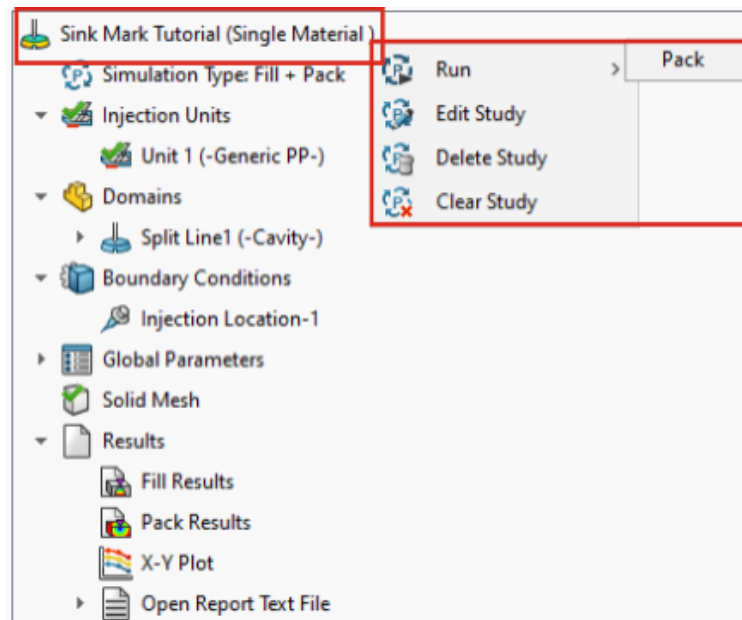 Sink Mark Tutorial (Single Material )
Simulation Type: Fill + Pack
Injection Units
Unit 1 (-Generic PP-)
Domains
Split Line1 (-Cavity-)
Boundary Conditions
Injection Location-1
Global Parameters
Solid Mesh
Results
Fill Results
Pack Results
X-Y Plot
Open Report Text File
Run
Pack
Edit Study
Delete Study
Clear Study